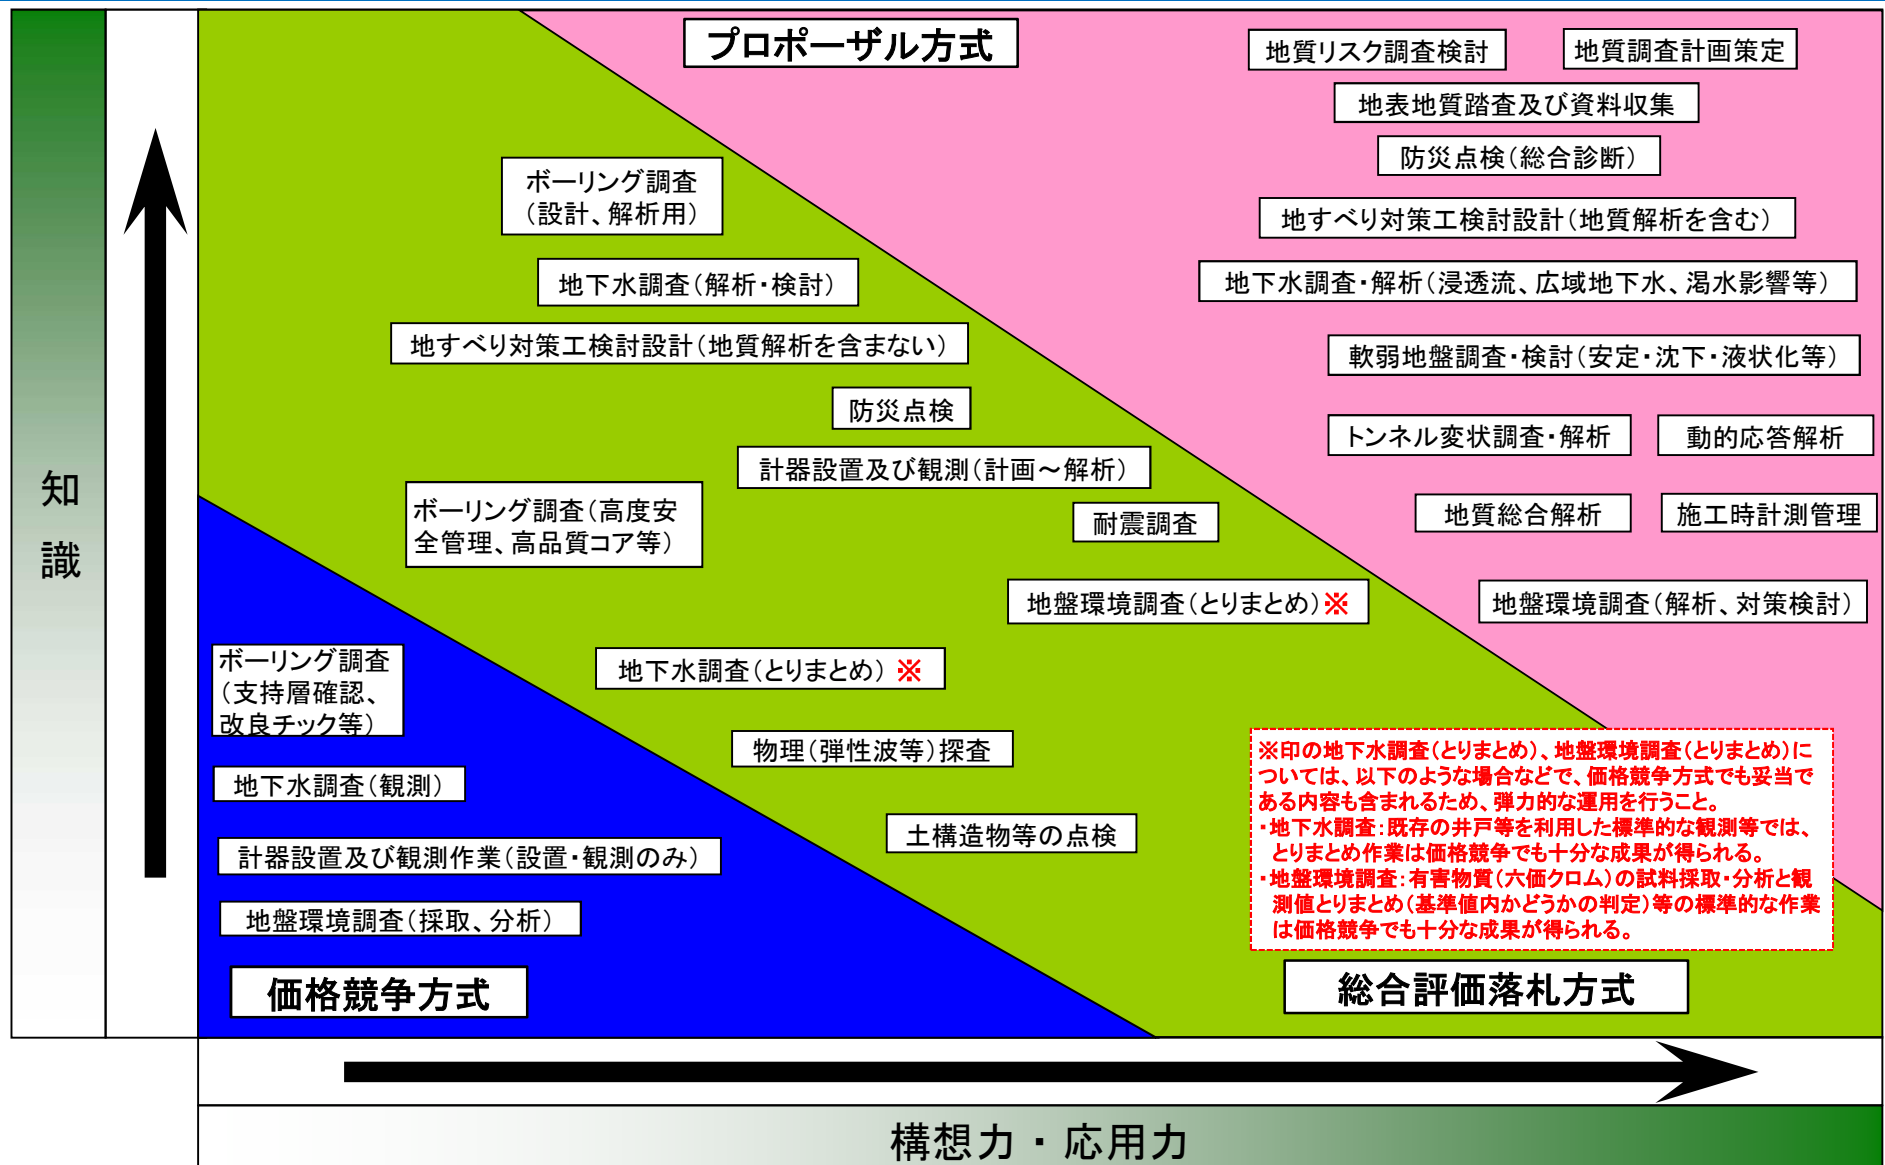 プロポーザル方式
地質リスク調査検討
地質調査計画策定
地表地質踏査及び資料収集
防災点検(総合診断)
ボーリング調査
(設計、解析用)
地すべり対策工検討設計(地質解析を含む)
地下水調査(解析・検討)
地下水調査・解析(浸透流、広域地下水、渇水影響等)
地すべり対策工検討設計(地質解析を含まない)
軟弱地盤調査・検討(安定・沈下・液状化等)
防災点検
トンネル変状調査・解析
動的応答解析
計器設置及び観測(計画～解析)
知
識
ボーリング調査(高度安
全管理、高品質コア等)
耐震調査
地質総合解析
施工時計測管理
地盤環境調査(とりまとめ)※
地盤環境調査(解析、対策検討)
ボーリング調査
(支持層確認、
改良チック等)
地下水調査(とりまとめ)※
物理(弾性波等)探査
地下水調査(観測)
土構造物等の点検
計器設置及び観測作業(設置・観測のみ)
地盤環境調査(採取、分析)
※印の地下水調査(とりまとめ)、地盤環境調査(とりまとめ)に
ついては、以下のような場合などで、価格競争方式でも妥当で
ある内容も含まれるため、弾力的な運用を行うこと。
・地下水調査:既存の井戸等を利用した標準的な観測等では、
とりまとめ作業は価格競争でも十分な成果が得られる。
・地盤環境調査:有害物質(六価クロム)の試料採取・分析と観
測値とりまとめ(基準値内かどうかの判定)等の標準的な作業
は価格競争でも十分な成果が得られる。
価格競争方式
総合評価落札方式
構想力・応用力